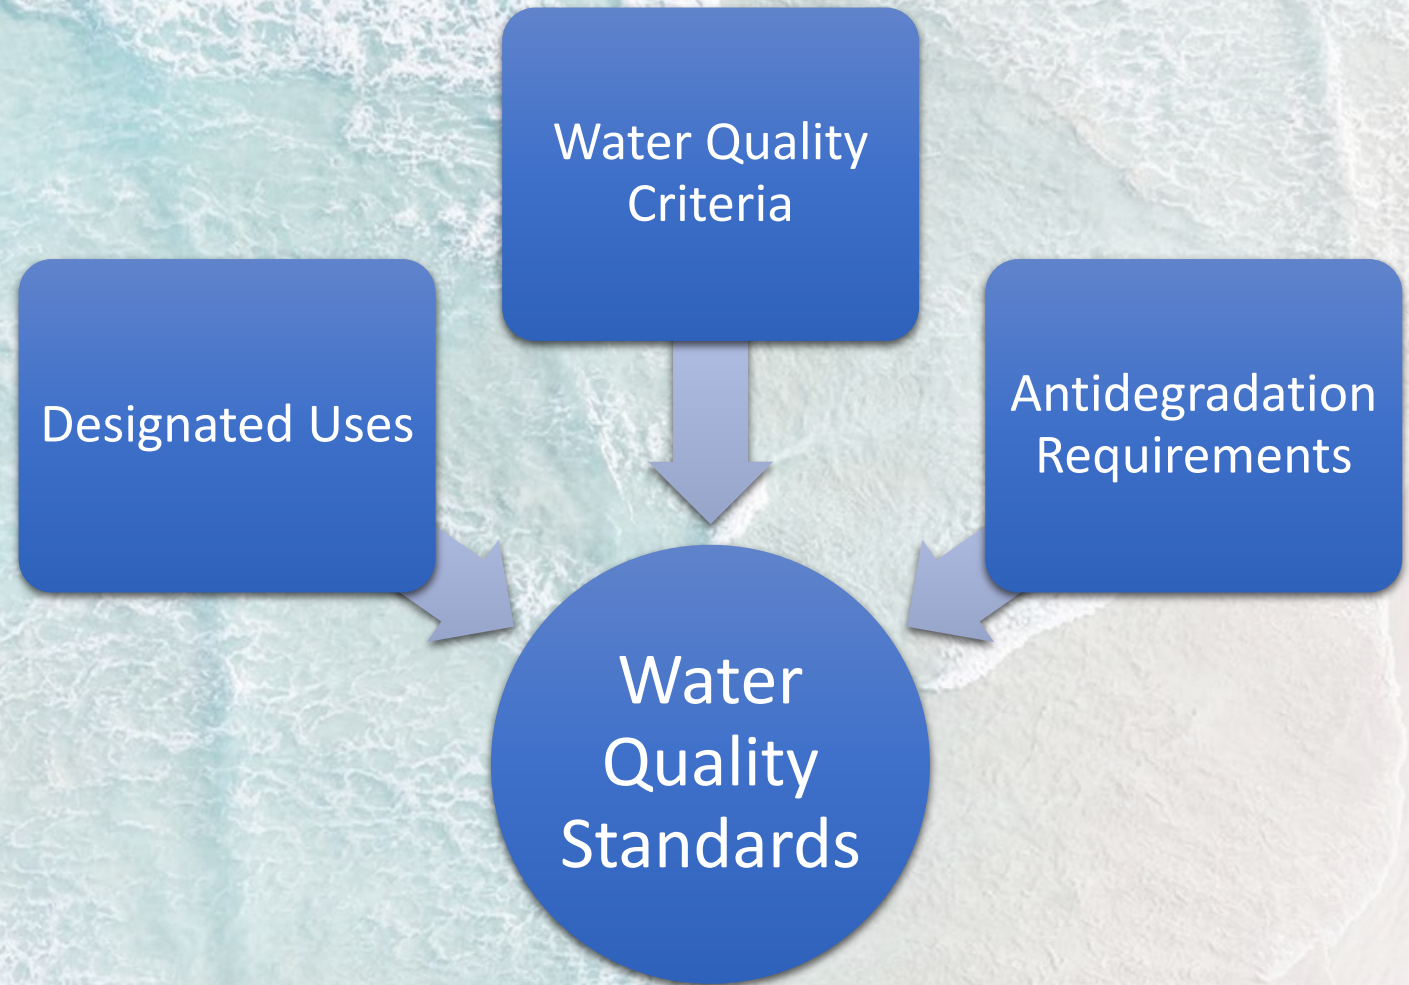 Water Quality
Criteria
Designated Uses
Antidegradation
Requirements
Water
Quality
Standards